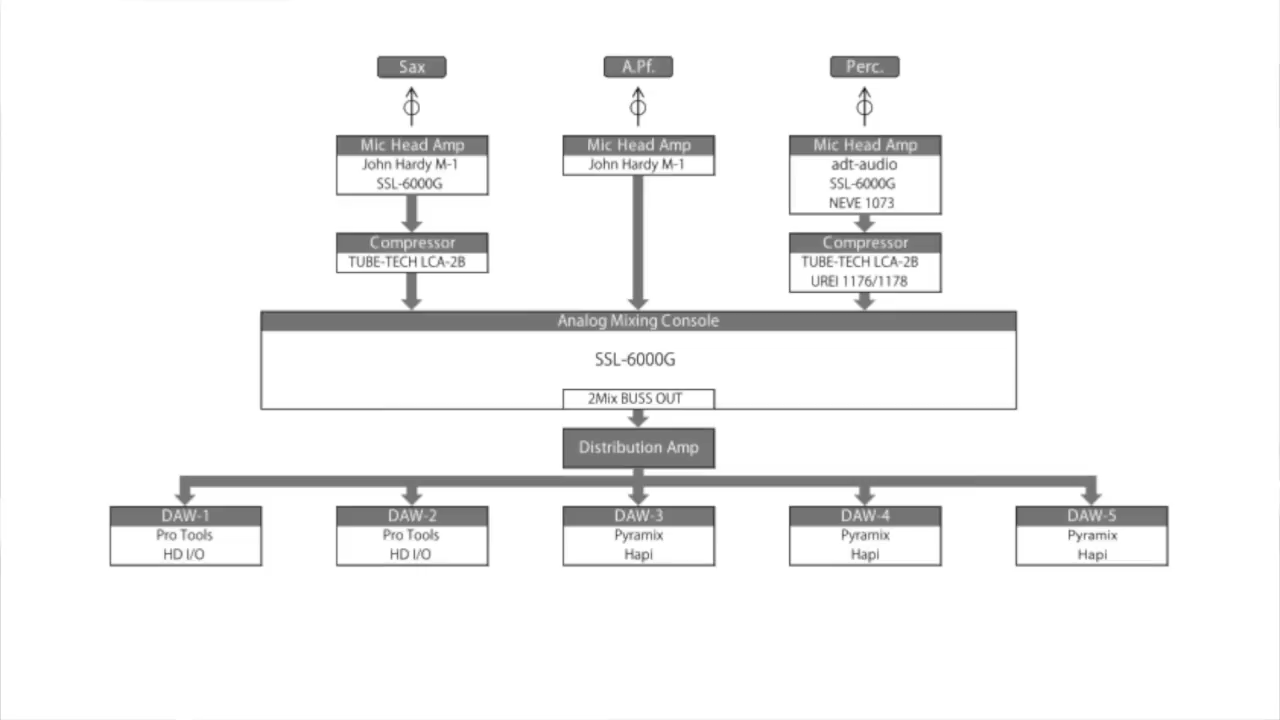 Sax
A.Pf.
Perc.
Mic Head Amp
John Hardy M-1
SSL-6000G
Mic Head Amp
John Hardy M-1
Mic Head Amp
adt-audio
SSL-6000G
NEVE 1073
Compressor
TUBE-TECH LCA-2B
Compressor
TUBE-TECH LCA-2B
UREI 1176/1178
Analog Mixing Console
SSL-6000G
2Mix BUSS OUT
Distribution Amp
DAW-1
Pro Tools
HD I/O
DAW-2
Pro Tools
HD I/O
DAW-3
Pyramix
Hapi
DAW-4
Pyramix
Hapi
DAW-5
Pyramix
Hapi